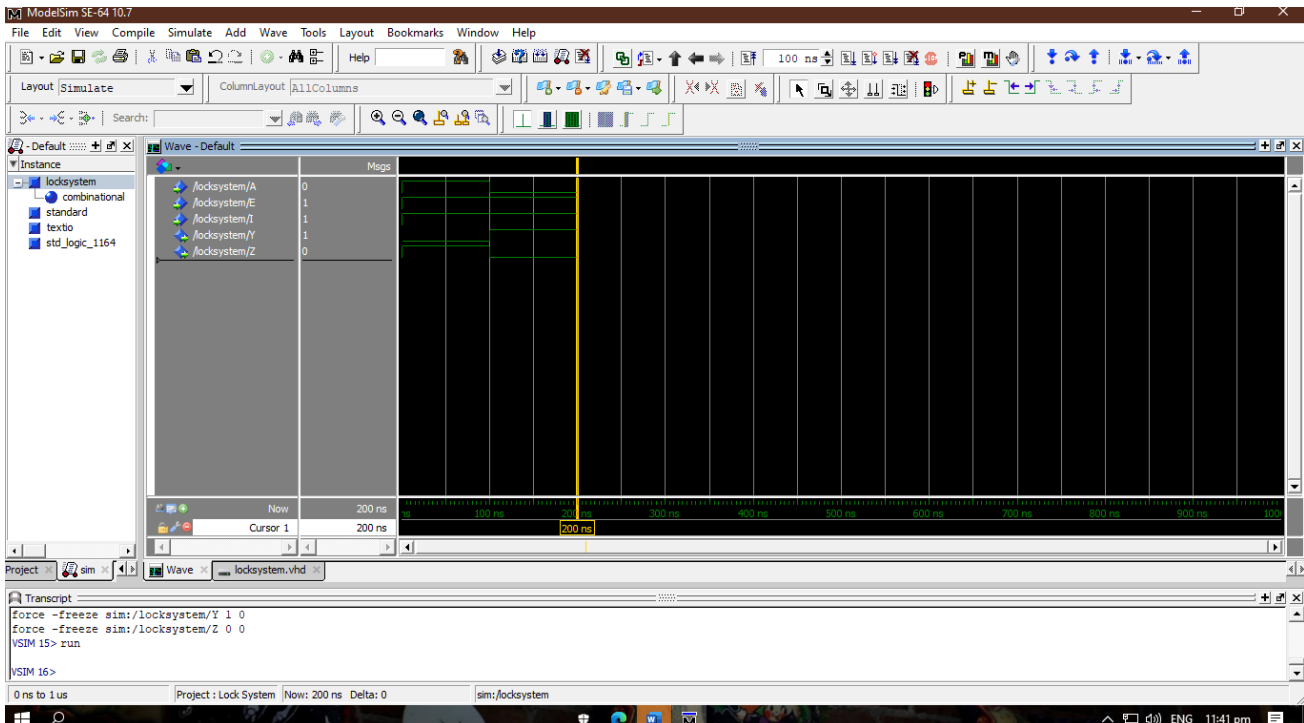 ModelSim SE-64 10.7
File Edit View Compile Simulate Add Wave Tools Layout Bookmarks Window Help
Help
100 ns
Layout Simulate
ColumnLayout AllColumns
Search:
- Default
Wave - Default
Instance
Msgs
locksystem
combinational
standard
textio
std_logic_1164
/locksystem/A 0
/locksystem/E 1
/locksystem/I 1
/locksystem/Y 1
/locksystem/Z 0
Now 200 ns
ns 100 ns 200 ns 300 ns 400 ns 500 ns 600 ns 700 ns 800 ns 900 ns 100
Cursor 1 200 ns
200 ns
Project sim Wave locksystem.vhd
Transcript
force -freeze sim:/locksystem/Y 1 0
force -freeze sim:/locksystem/Z 0 0
VSIM 15> run
VSIM 16>
0 ns to 1 us Project : Lock System Now: 200 ns Delta: 0 sim:/locksystem
ENG 11:41 pm